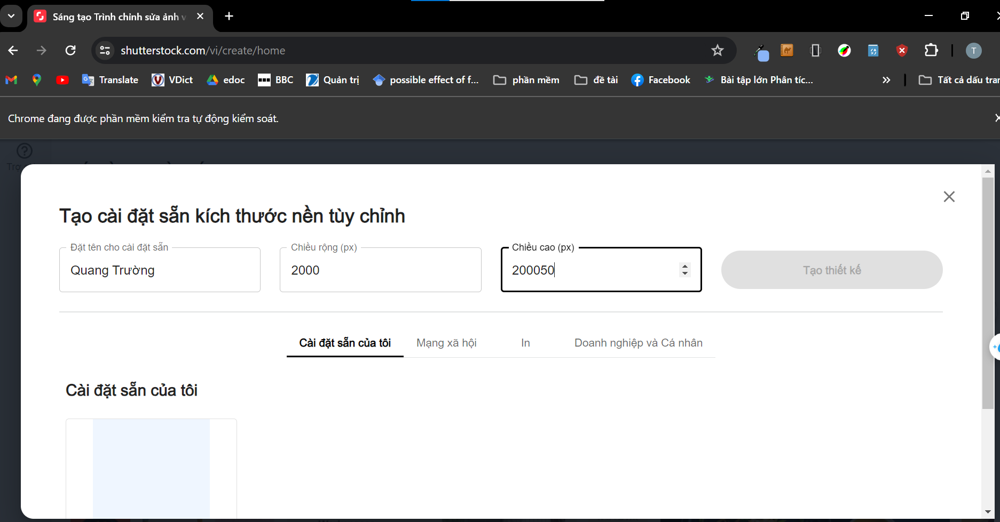 Sáng tạo Trình chỉnh sửa ảnh v
shutterstock.com/vi/create/home
T
Translate
VDict
edoc
BBC
Quản trị
possible effect of f...
phần mềm
đề tài
Facebook
Bài tập lớn Phân tíc...
Tất cả dấu tran
Chrome đang được phần mềm kiểm tra tự động kiểm soát.
Trợ
Tạo cài đặt sẵn kích thước nền tùy chỉnh
Đặt tên cho cài đặt sẵn
Quang Trường
Chiều rộng (px)
2000
Chiều cao (px)
200050
Tạo thiết kế
Cài đặt sẵn của tôi
Mạng xã hội
In
Doanh nghiệp và Cá nhân
Cài đặt sẵn của tôi